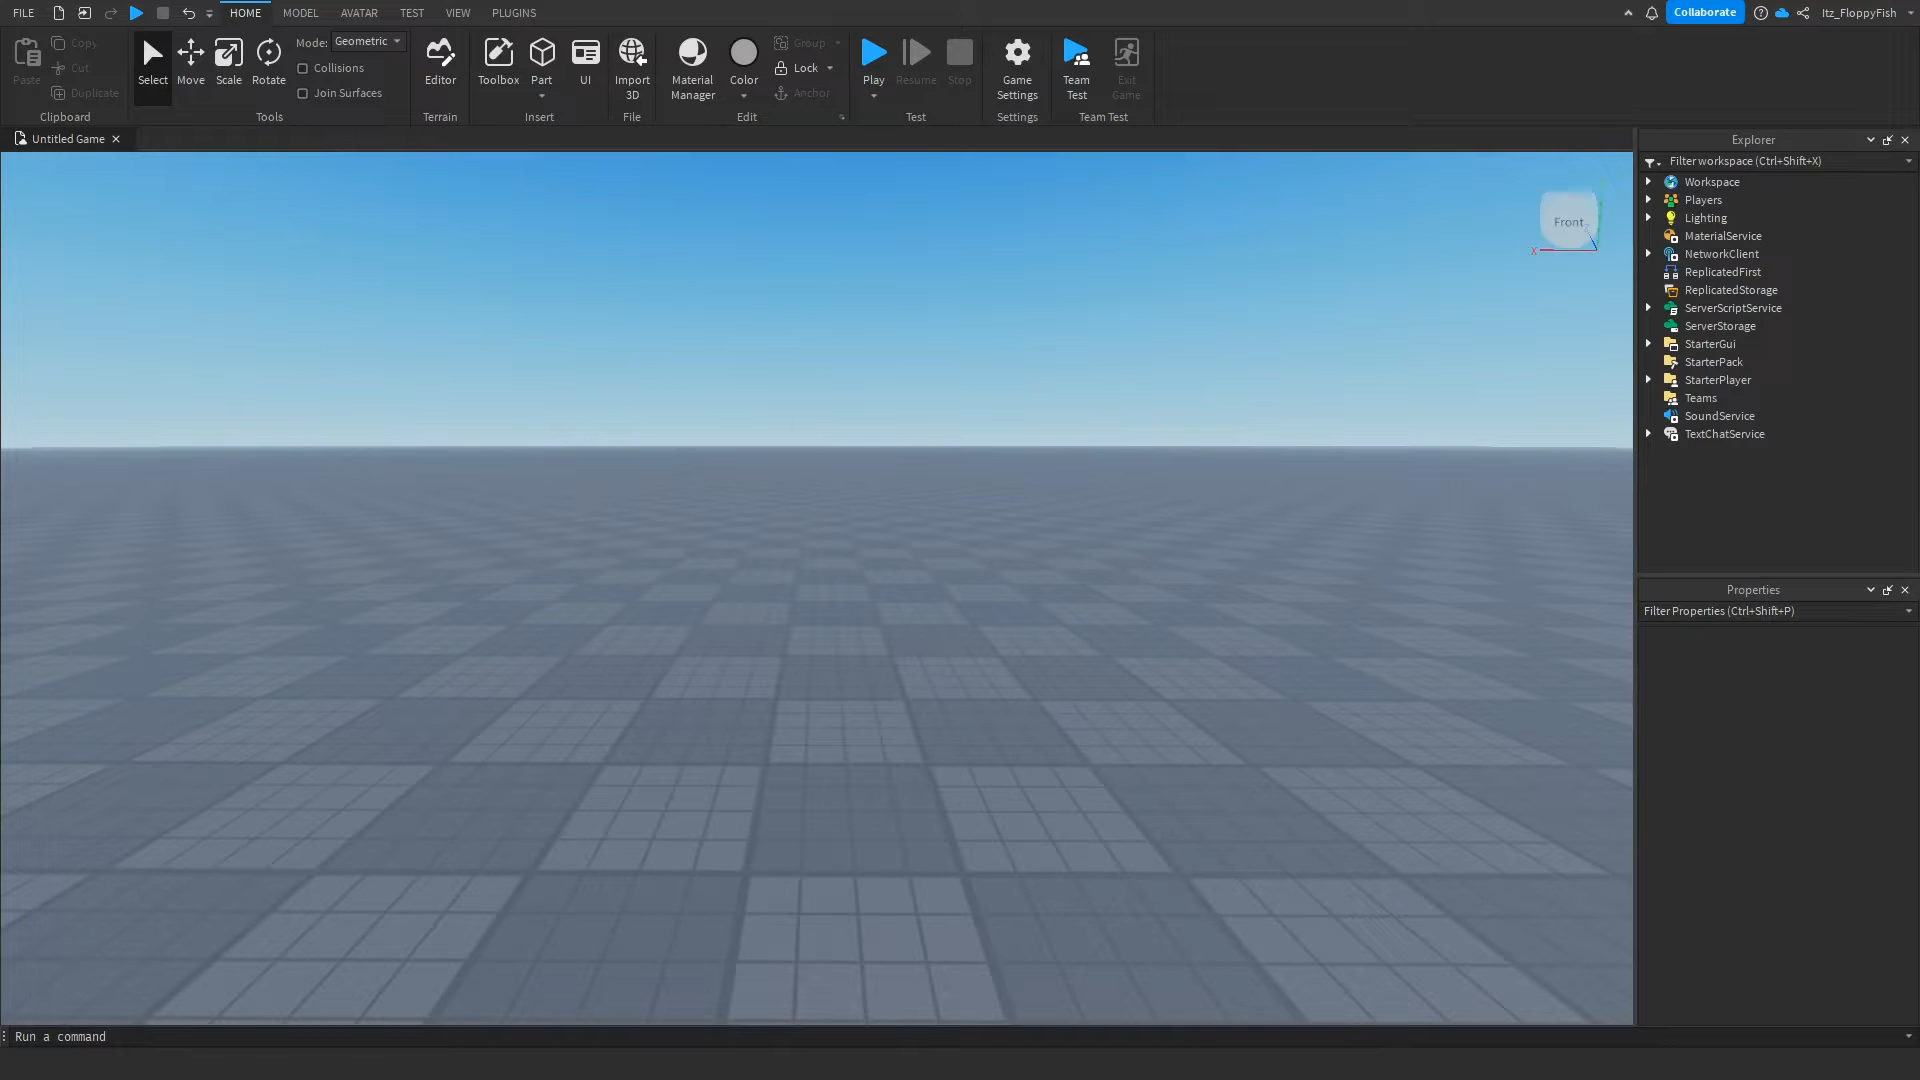 FILE HOME MODEL AVATAR TEST VIEW PLUGINS Collaborate Itz_FloppyFish
Paste
Copy
Cut
Duplicate
Clipboard
Select
Move
Scale
Rotate
Mode: Geometric
Collisions
Join Surfaces
Tools
Editor
Terrain
Toolbox
Part
UI
Insert
Import
3D
File
Material
Manager
Color
Group
Lock
Anchor
Edit
Play
Resume
Stop
Test
Game
Settings
Settings
Team
Test
Exit
Game
Team Test
Untitled Game
Front
X
Explorer
Filter workspace (Ctrl+Shift+X)
Workspace
Players
Lighting
MaterialService
NetworkClient
ReplicatedFirst
ReplicatedStorage
ServerScriptService
ServerStorage
StarterGui
StarterPack
StarterPlayer
Teams
SoundService
TextChatService
Properties
Filter Properties (Ctrl+Shift+P)
Run a command